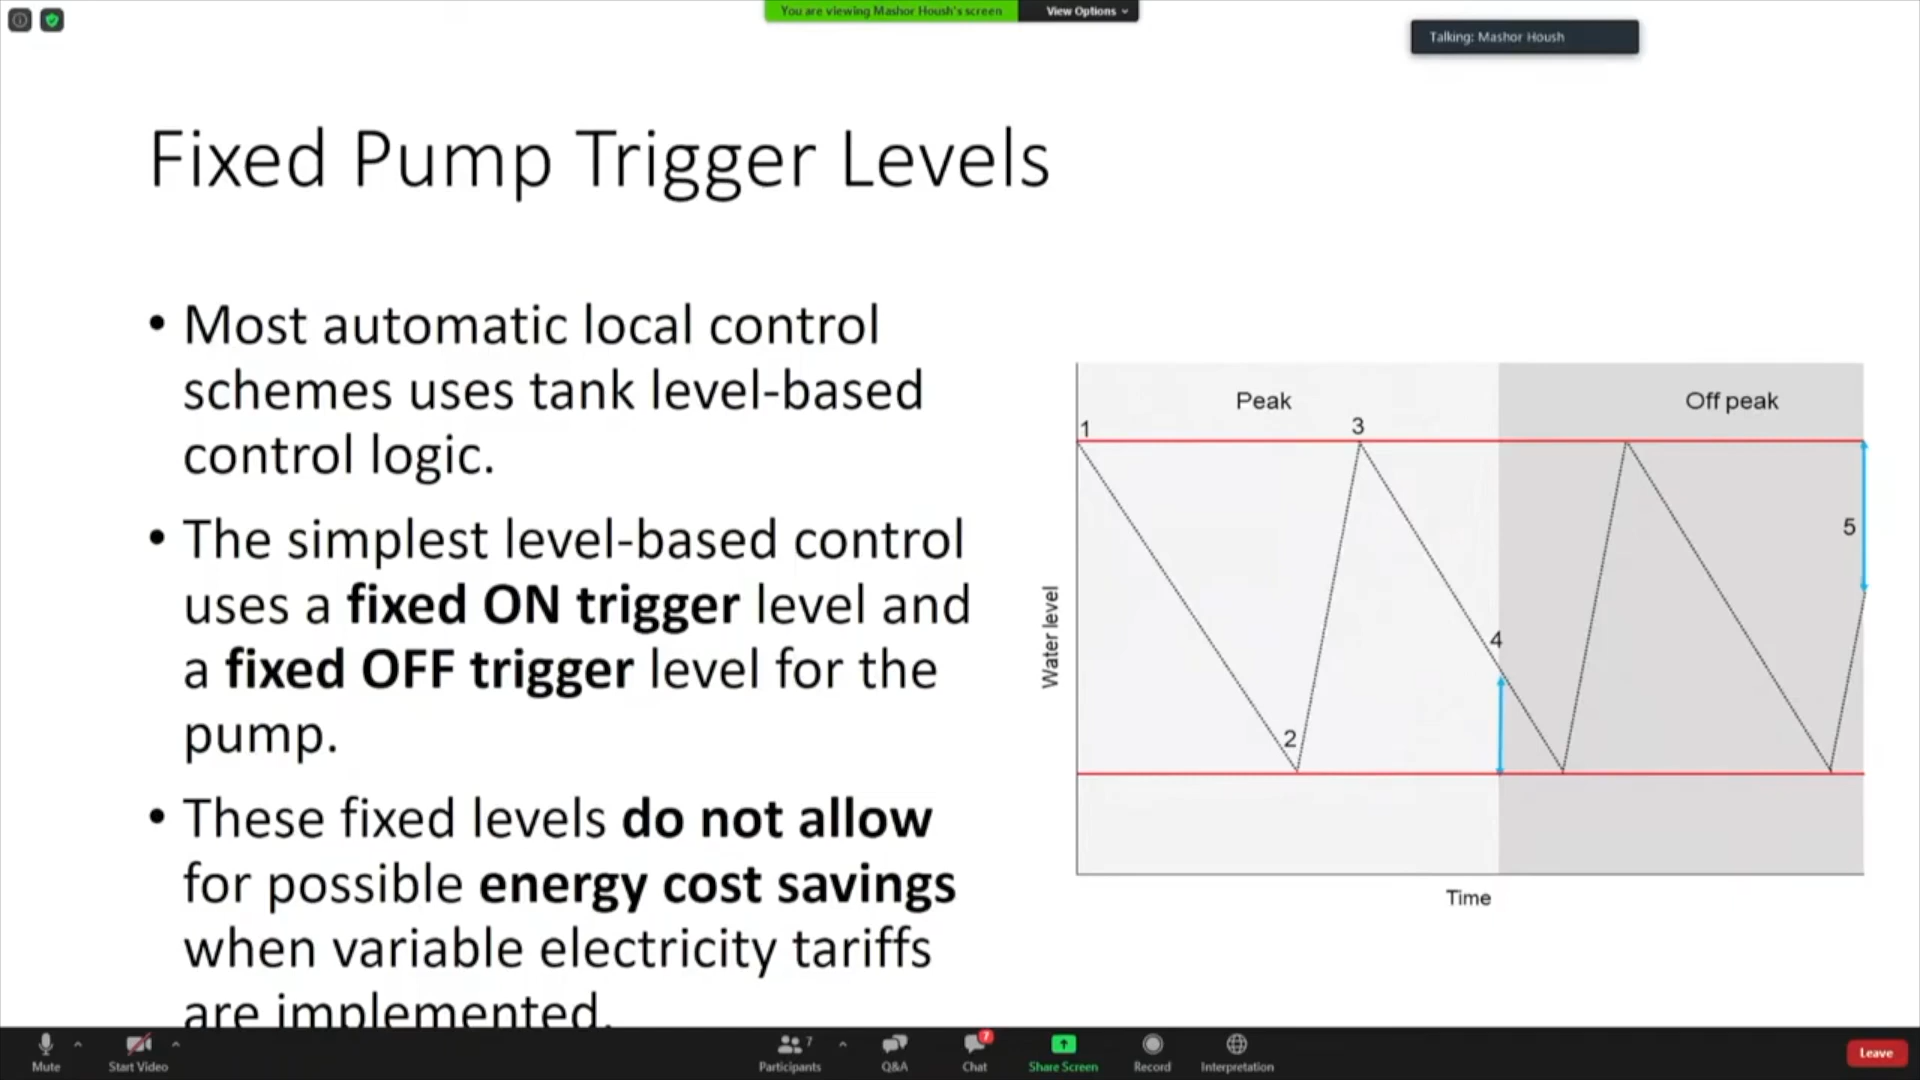 You are viewing Mashor Housh's screen
View Options
Talking: Mashor Housh
Fixed Pump Trigger Levels
• Most automatic local control
schemes uses tank level-based
control logic.
• The simplest level-based control
uses a fixed ON trigger level and
a fixed OFF trigger level for the
pump.
• These fixed levels do not allow
for possible energy cost savings
when variable electricity tariffs
are implemented.
Peak
Off peak
1
3
5
4
2
Water level
Time
Mute
Start Video
7
Participants
Q&A
7
Chat
Share Screen
Record
Interpretation
Leave